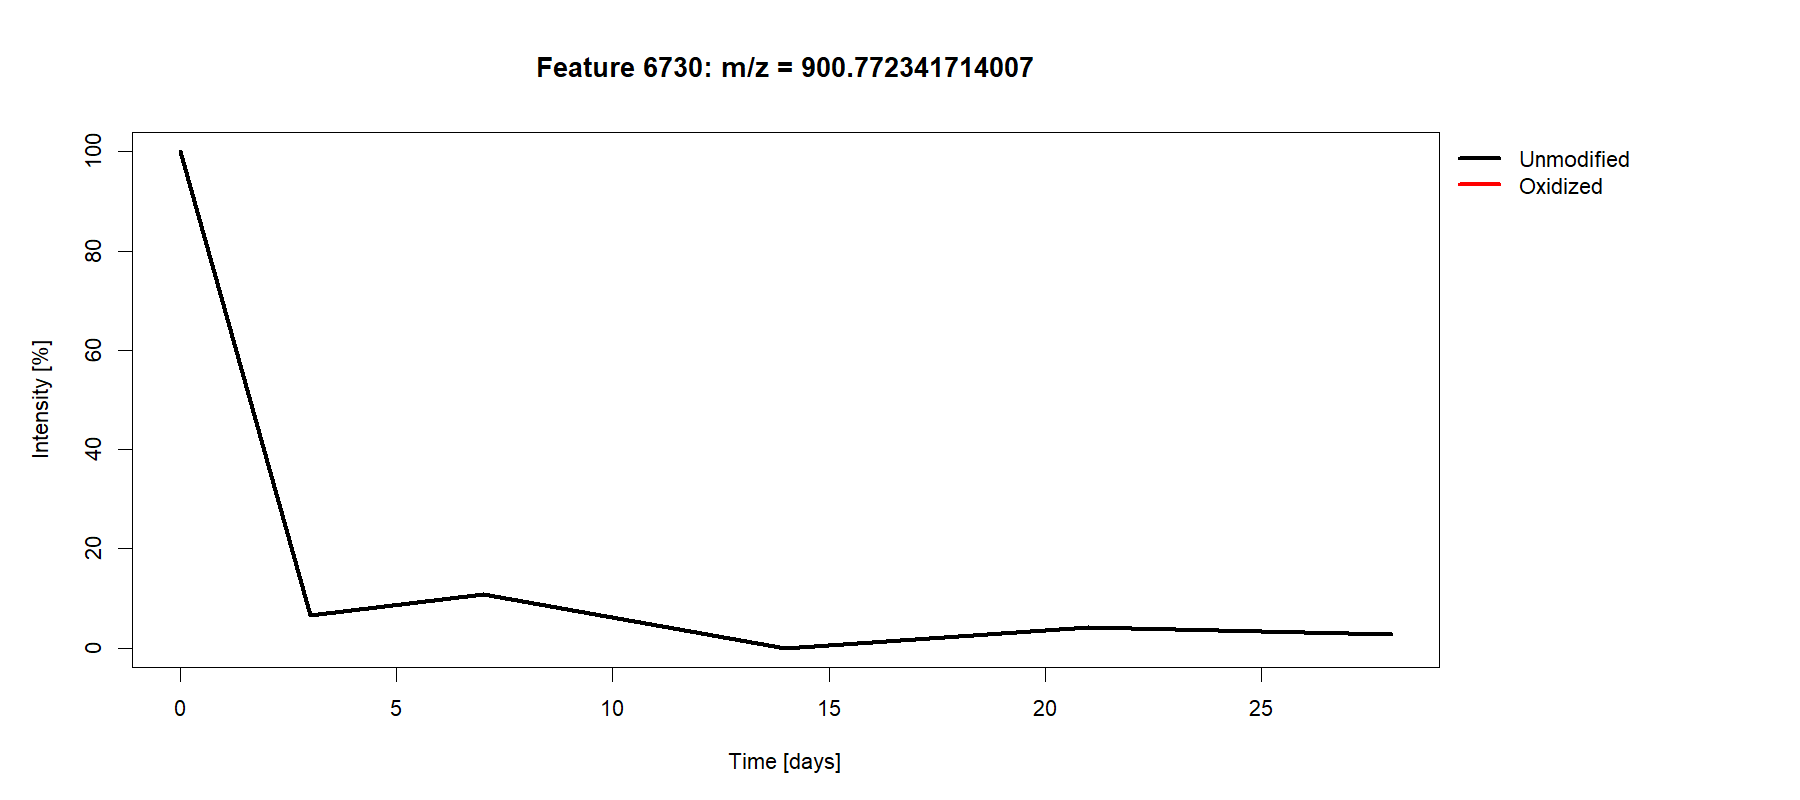 Feature 6730: m/z = 900.772341714007
Unmodified
Oxidized
Intensity [%]
100
80
60
40
20
0
0 5 10 15 20 25
Time [days]